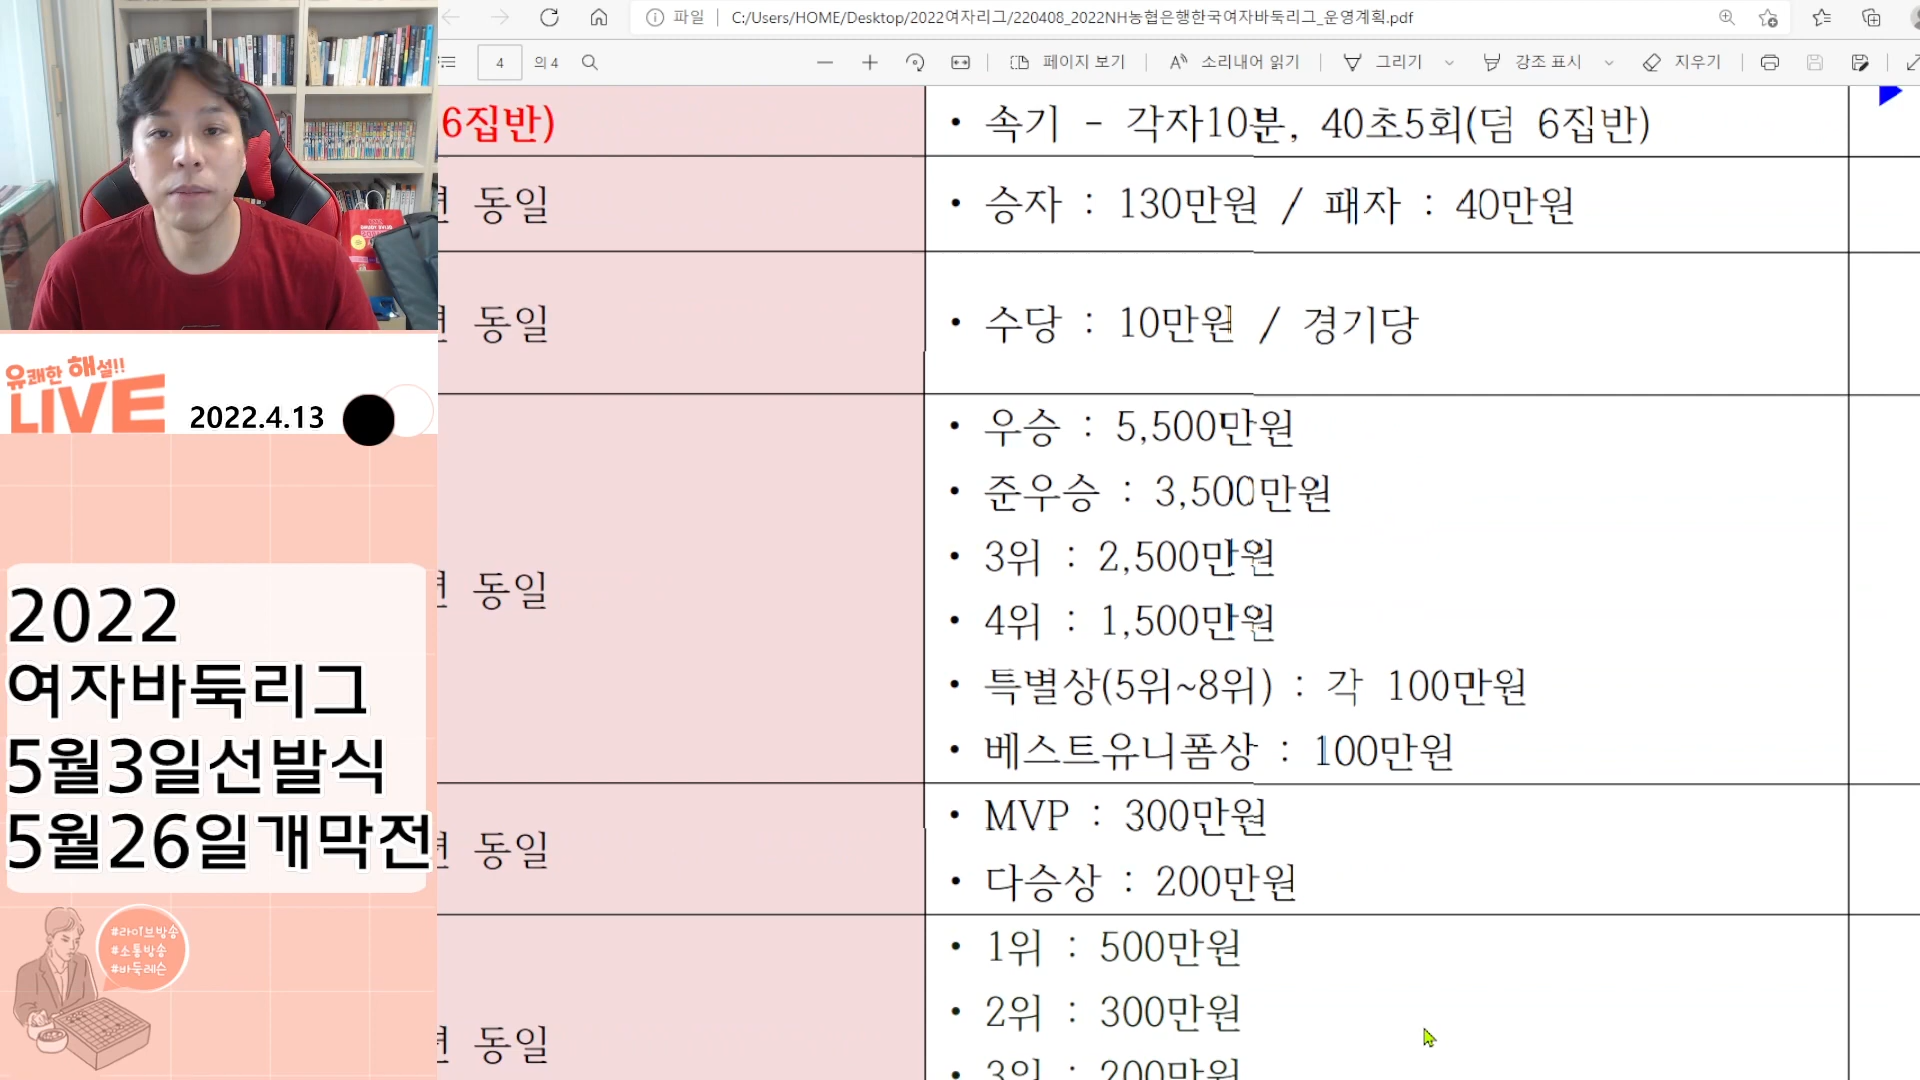 파일
C:/Users/HOME/Desktop/2022여자리그/220408_2022NH농협은행한국여자바둑리그_운영계획.pdf
4 의 4
페이지 보기
소리내어 읽기
그리기
강조 표시
지우기
유쾌한 해설!!
LIVE
2022.4.13
2022
여자바둑리그
5월3일선발식
5월26일개막전
#라이브방송
#소통방송
#바둑레슨
6집반)
• 속기 - 각자10분, 40초5회(덤 6집반)
동일
• 승자 : 130만원 / 패자 : 40만원
동일
• 수당 : 10만원 / 경기당
동일
• 우승 : 5,500만원
• 준우승 : 3,500만원
• 3위 : 2,500만원
• 4위 : 1,500만원
• 특별상(5위~8위) : 각 100만원
• 베스트유니폼상 : 100만원
동일
• MVP : 300만원
• 다승상 : 200만원
동일
• 1위 : 500만원
• 2위 : 300만원
• 3위 : 200만원